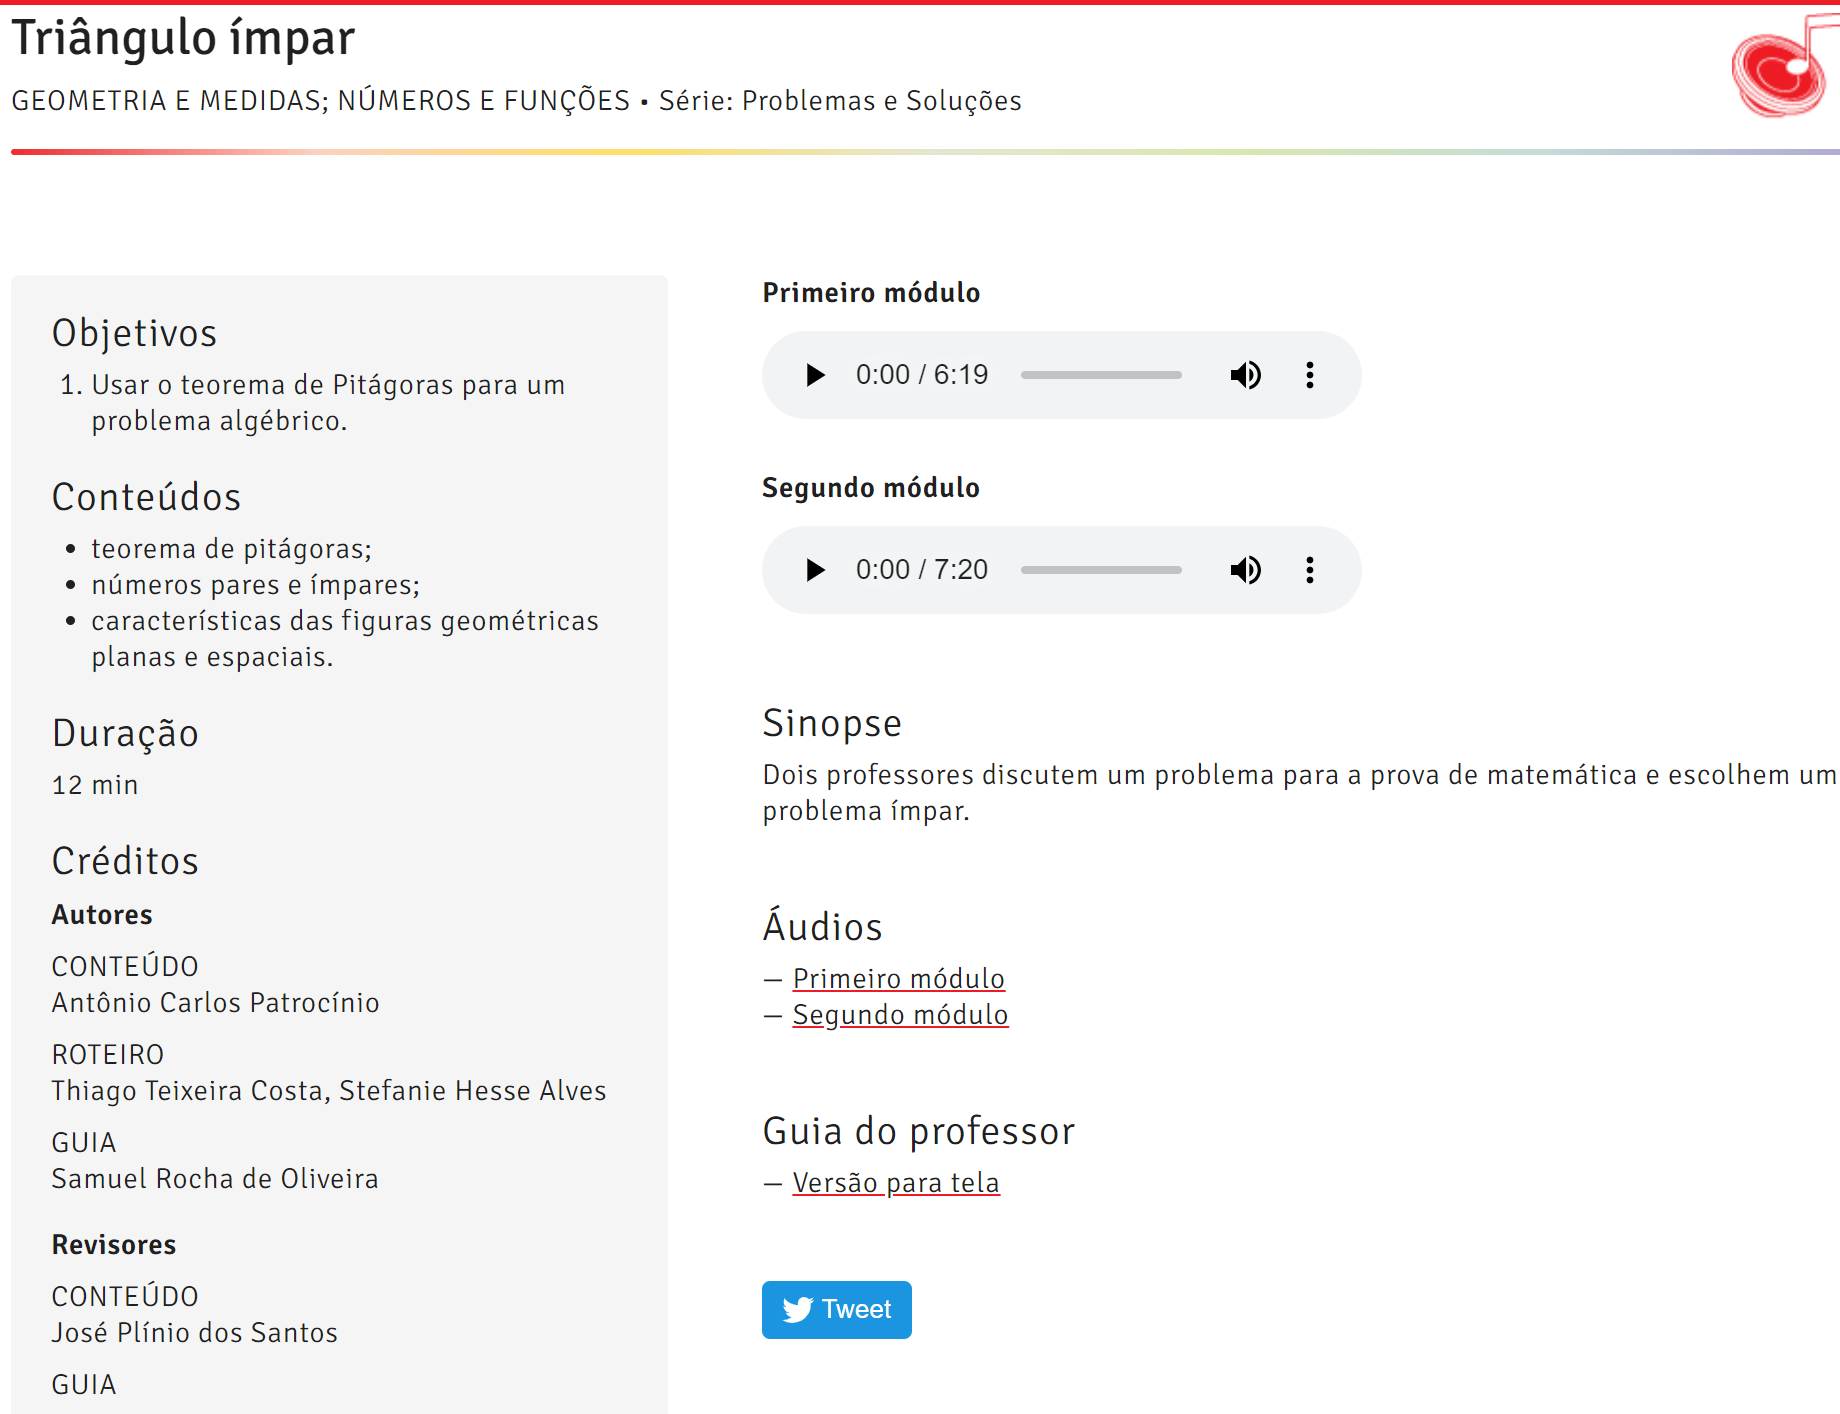 Triângulo ímpar
GEOMETRIA E MEDIDAS; NÚMEROS E FUNÇÕES • Série: Problemas e Soluções
Objetivos
1. Usar o teorema de Pitágoras para um
problema algébrico.
Conteúdos
• teorema de pitágoras;
• números pares e ímpares;
• características das figuras geométricas
planas e espaciais.
Duração
12 min
Créditos
Autores
CONTEÚDO
Antônio Carlos Patrocínio
ROTEIRO
Thiago Teixeira Costa, Stefanie Hesse Alves
GUIA
Samuel Rocha de Oliveira
Revisores
CONTEÚDO
José Plínio dos Santos
GUIA
Primeiro módulo
0:00 / 6:19
Segundo módulo
0:00 / 7:20
Sinopse
Dois professores discutem um problema para a prova de matemática e escolhem um
problema ímpar.
Áudios
— Primeiro módulo
— Segundo módulo
Guia do professor
— Versão para tela
Tweet